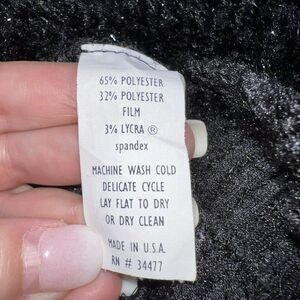 65% POLYESTER
32% POLYESTER
FILM
3% LYCRA ®
spandex
MACHINE WASH COLD
DELICATE CYCLE
LAY FLAT TO DRY
OR DRY CLEAN
MADE IN U.S.A.
RN # 34477